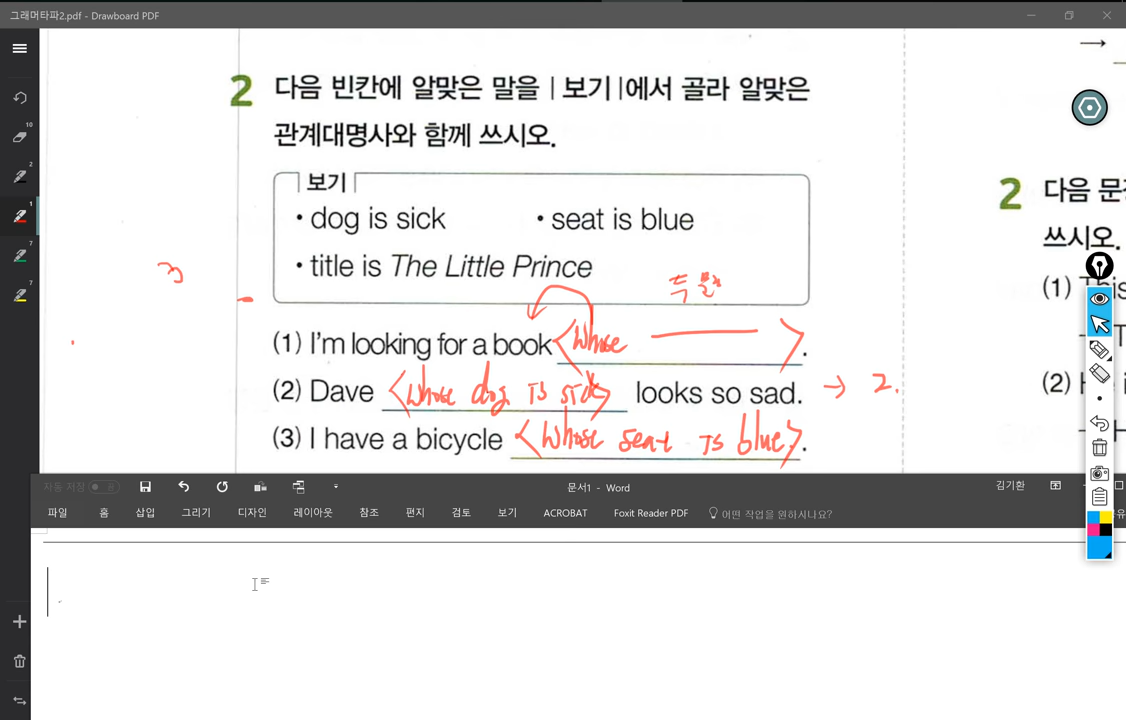 그래머타파2.pdf - Drawboard PDF
10
2
1
7
7
2 다음 빈칸에 알맞은 말을 | 보기 |에서 골라 알맞은
관계대명사와 함께 쓰시오.
보기
• dog is sick • seat is blue
• title is The Little Prince
(1) I'm looking for a book <whose >.
(2) Dave <whose dog is sick> looks so sad. → 2.
(3) I have a bicycle <whose seat is blue>.
→
2 다음 문
쓰시오.
(1)
(2)
자동 저장
문서1 - Word
김기환
파일 홈 삽입 그리기 디자인 레이아웃 참조 편지 검토 보기 ACROBAT Foxit Reader PDF 어떤 작업을 원하시나요?